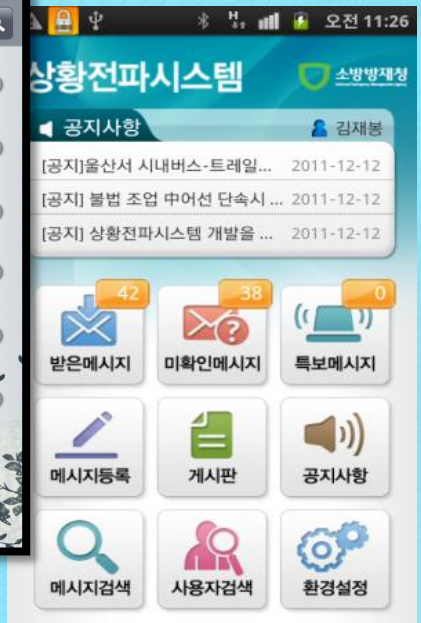 오전 11:26
상황전파시스템
소방방재청
공지사항
김재봉
[공지]울산서 시내버스-트레일... 2011-12-12
[공지] 불법 조업 中어선 단속시 ... 2011-12-12
[공지] 상황전파시스템 개발을 ... 2011-12-12
42 38 0
받은메시지 미확인메시지 특보메시지
메시지등록 게시판 공지사항
메시지검색 사용자검색 환경설정